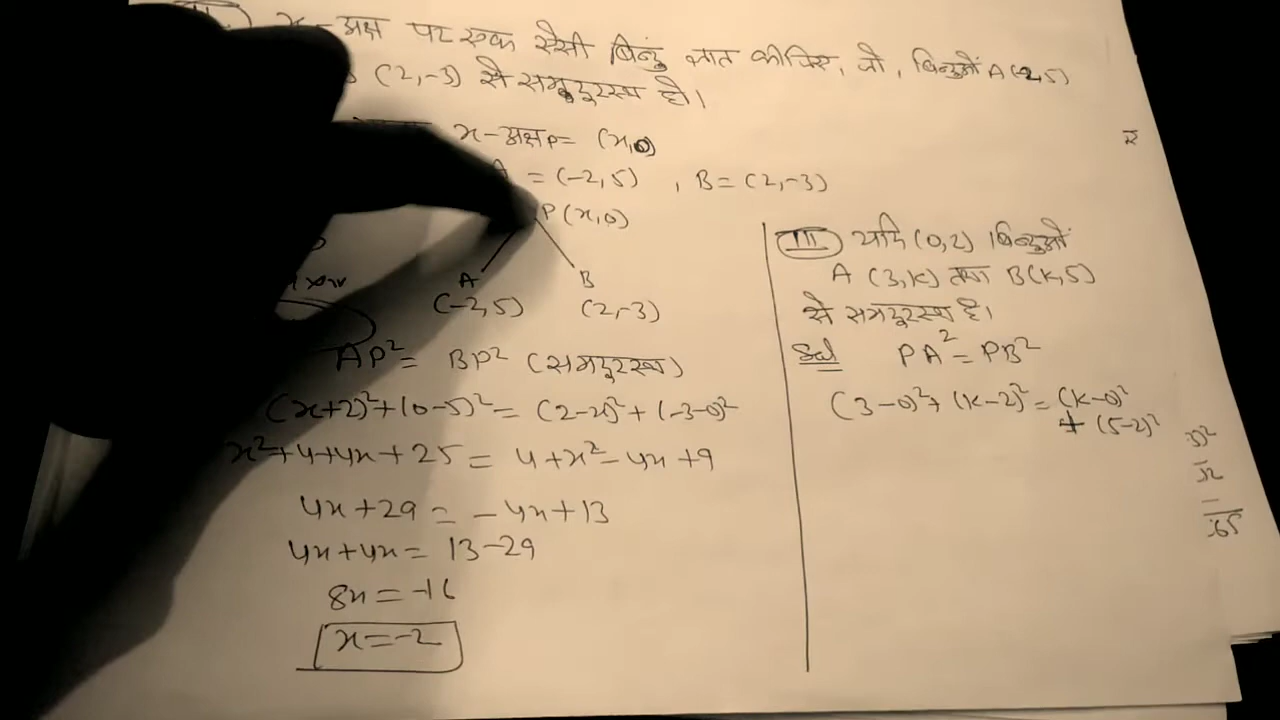 x-अक्ष पर एक ऐसी बिन्दु ज्ञात कीजिए, जो, बिन्दुओं A(-2,5)
(2,-3) से समदूरस्थ हो।
x-अक्ष P= (x,0)
= (-2,5) , B= (2,-3)
P(x,0)
A B
(-2,5) (2,-3)
AP²= BP² (समदूरस्थ)
(x+2)²+(0-5)²= (2-x)²+(-3-0)²
x²+4+4x+25 = 4+x²-4x+9
4x+29 = -4x+13
4x+4x= 13-29
8x=-16
x=-2
III यदि (0,2) बिन्दुओं
A (3,K) तथा B(K,5)
से समदूरस्थ है।
Sol PA²=PB²
(3-0)²+(K-2)²=(K-0)²
+(5-2)²